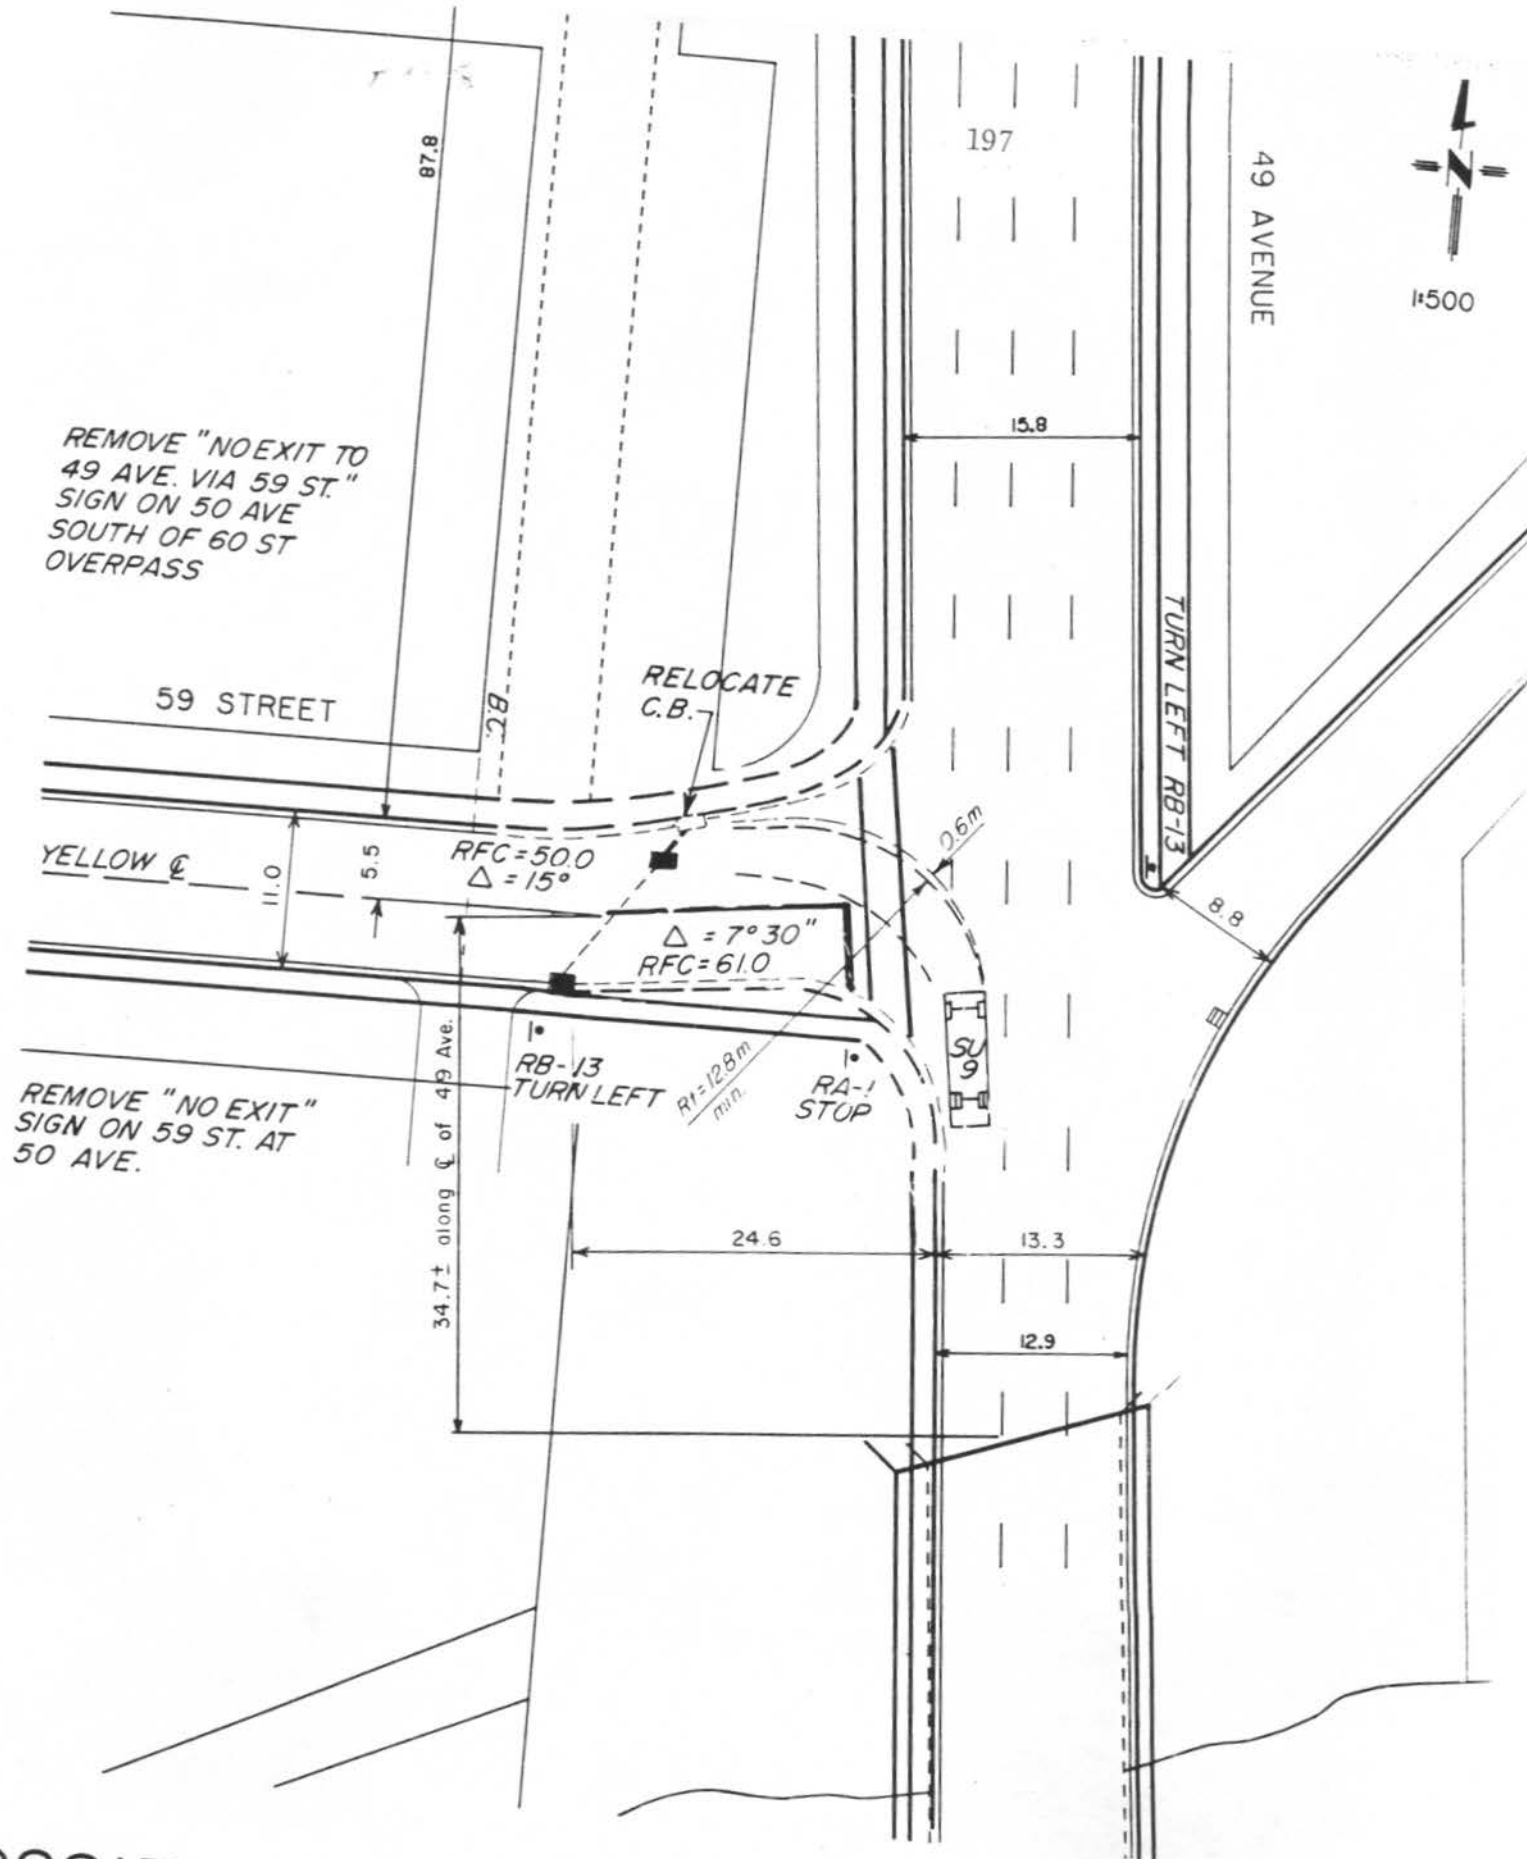 197
49 AVENUE
N
1:500
87.8
15.8
REMOVE "NO EXIT TO
49 AVE. VIA 59 ST."
SIGN ON 50 AVE
SOUTH OF 60 ST
OVERPASS
TURN LEFT RB-13
59 STREET
B.C.
RELOCATE
C.B.
0.6m
YELLOW ℄
11.0
5.5
RFC=50.0
Δ = 15°
8.8
Δ = 7°30"
RFC=61.0
SU
9
RB-13
TURN LEFT
Rt=12.8m
min.
RA-1
STOP
REMOVE "NO EXIT"
SIGN ON 59 ST. AT
50 AVE.
34.7± along ℄ of 49 Ave.
24.6
13.3
12.9